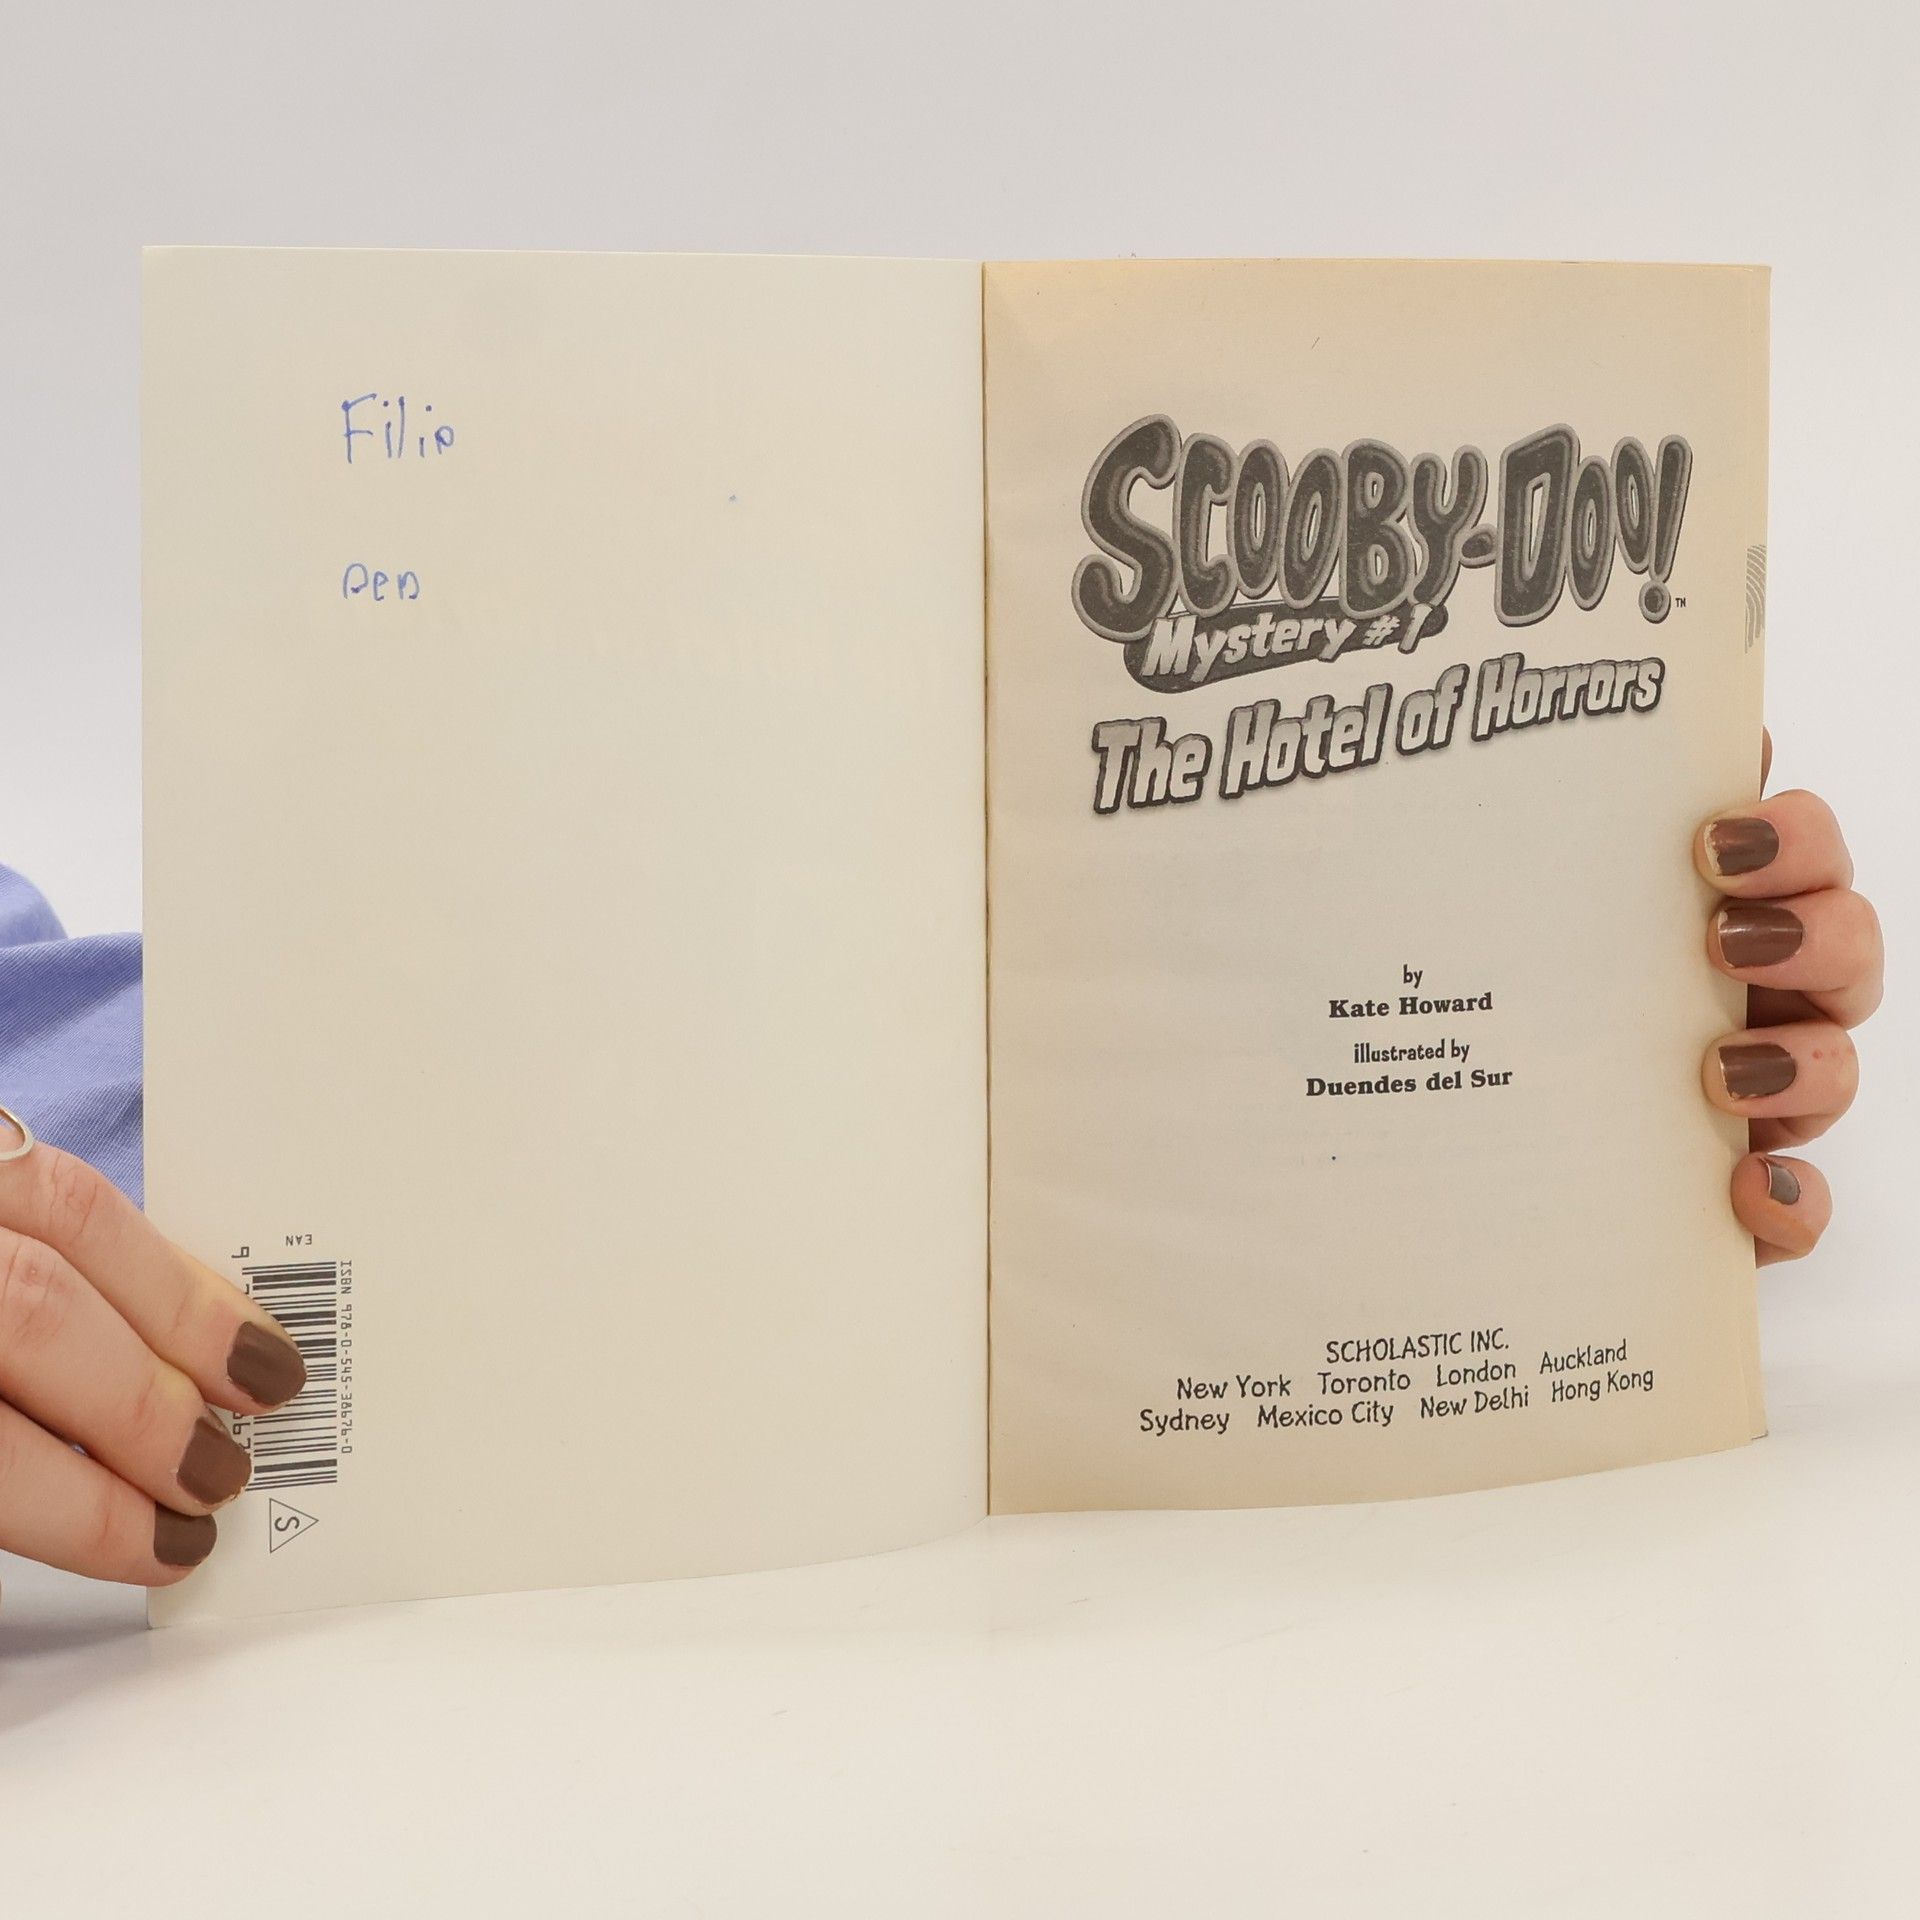 Filip
pep
EAN
ISBN 978-0-545-38676-0
SCOOBY-DOO!™
Mystery #1
The Hotel of Horrors
by
Kate Howard
illustrated by
Duendes del Sur
SCHOLASTIC INC.
New York Toronto London Auckland
Sydney Mexico City New Delhi Hong Kong
S